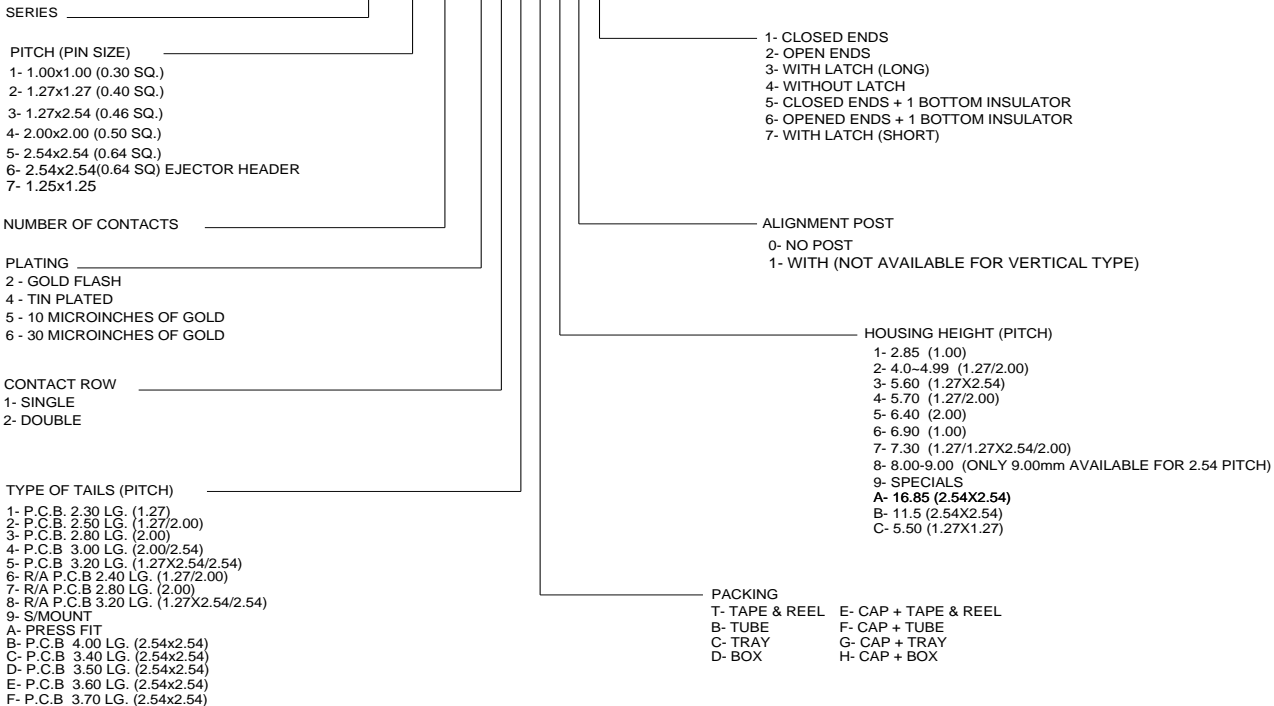 SERIES
PITCH (PIN SIZE)
1- 1.00x1.00 (0.30 SQ.)
2- 1.27x1.27 (0.40 SQ.)
3- 1.27x2.54 (0.46 SQ.)
4- 2.00x2.00 (0.50 SQ.)
5- 2.54x2.54 (0.64 SQ.)
6- 2.54x2.54(0.64 SQ) EJECTOR HEADER
7- 1.25x1.25
NUMBER OF CONTACTS
PLATING
2 - GOLD FLASH
4 - TIN PLATED
5 - 10 MICROINCHES OF GOLD
6 - 30 MICROINCHES OF GOLD
CONTACT ROW
1- SINGLE
2- DOUBLE
TYPE OF TAILS (PITCH)
1- P.C.B. 2.30 LG. (1.27)
2- P.C.B. 2.50 LG. (1.27/2.00)
3- P.C.B. 2.80 LG. (2.00)
4- P.C.B 3.00 LG. (2.00/2.54)
5- P.C.B 3.20 LG. (1.27X2.54/2.54)
6- R/A P.C.B 2.40 LG. (1.27/2.00)
7- R/A P.C.B 2.80 LG. (2.00)
8- R/A P.C.B 3.20 LG. (1.27X2.54/2.54)
9- S/MOUNT
A- PRESS FIT
B- P.C.B 4.00 LG. (2.54x2.54)
C- P.C.B 3.40 LG. (2.54x2.54)
D- P.C.B 3.50 LG. (2.54x2.54)
E- P.C.B 3.60 LG. (2.54x2.54)
F- P.C.B 3.70 LG. (2.54x2.54)
1- CLOSED ENDS
2- OPEN ENDS
3- WITH LATCH (LONG)
4- WITHOUT LATCH
5- CLOSED ENDS + 1 BOTTOM INSULATOR
6- OPENED ENDS + 1 BOTTOM INSULATOR
7- WITH LATCH (SHORT)
ALIGNMENT POST
0- NO POST
1- WITH (NOT AVAILABLE FOR VERTICAL TYPE)
HOUSING HEIGHT (PITCH)
1- 2.85 (1.00)
2- 4.0~4.99 (1.27/2.00)
3- 5.60 (1.27X2.54)
4- 5.70 (1.27/2.00)
5- 6.40 (2.00)
6- 6.90 (1.00)
7- 7.30 (1.27/1.27X2.54/2.00)
8- 8.00-9.00 (ONLY 9.00mm AVAILABLE FOR 2.54 PITCH)
9- SPECIALS
A- 16.85 (2.54X2.54)
B- 11.5 (2.54X2.54)
C- 5.50 (1.27X1.27)
PACKING
T- TAPE & REEL E- CAP + TAPE & REEL
B- TUBE F- CAP + TUBE
C- TRAY G- CAP + TRAY
D- BOX H- CAP + BOX